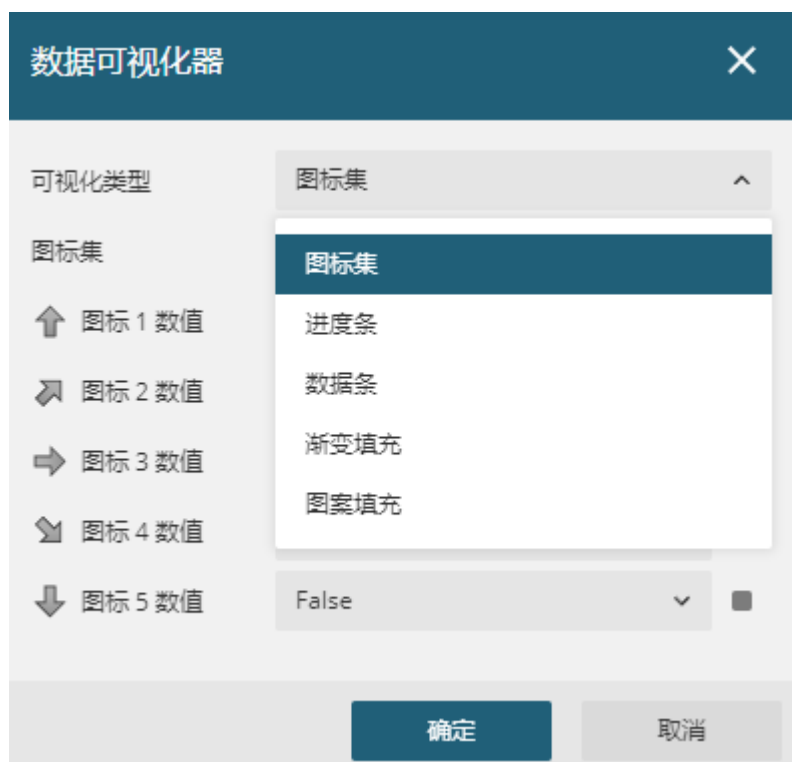 数据可视化器
可视化类型 图标集
图标集
图标集
图标 1 数值
进度条
图标 2 数值
数据条
图标 3 数值
渐变填充
图标 4 数值
图案填充
图标 5 数值 False
确定 取消